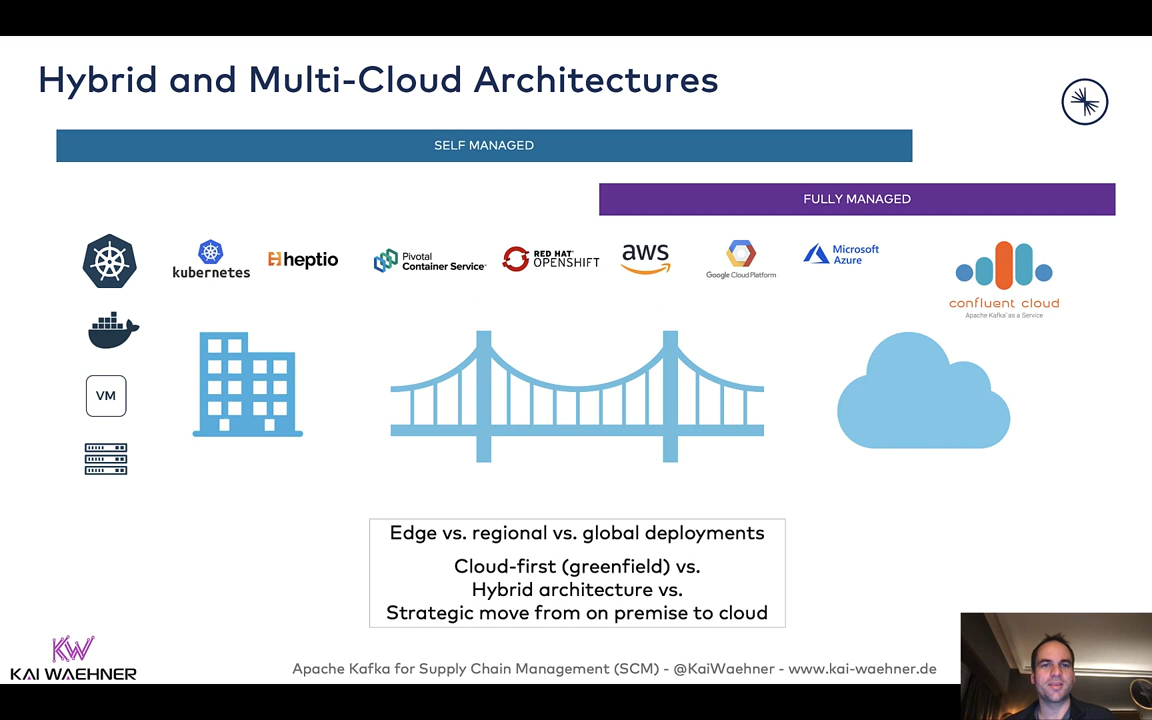 Hybrid and Multi-Cloud Architectures
SELF MANAGED
FULLY MANAGED
kubernetes
heptio
Pivotal
Container Service™
RED HAT®
OPENSHIFT
aws
Google Cloud Platform
Microsoft
Azure
confluent cloud
Apache Kafka® as a Service
VM
Edge vs. regional vs. global deployments
Cloud-first (greenfield) vs.
Hybrid architecture vs.
Strategic move from on premise to cloud
KW
KAI WAEHNER
Apache Kafka for Supply Chain Management (SCM) - @KaiWaehner - www.kai-waehner.de